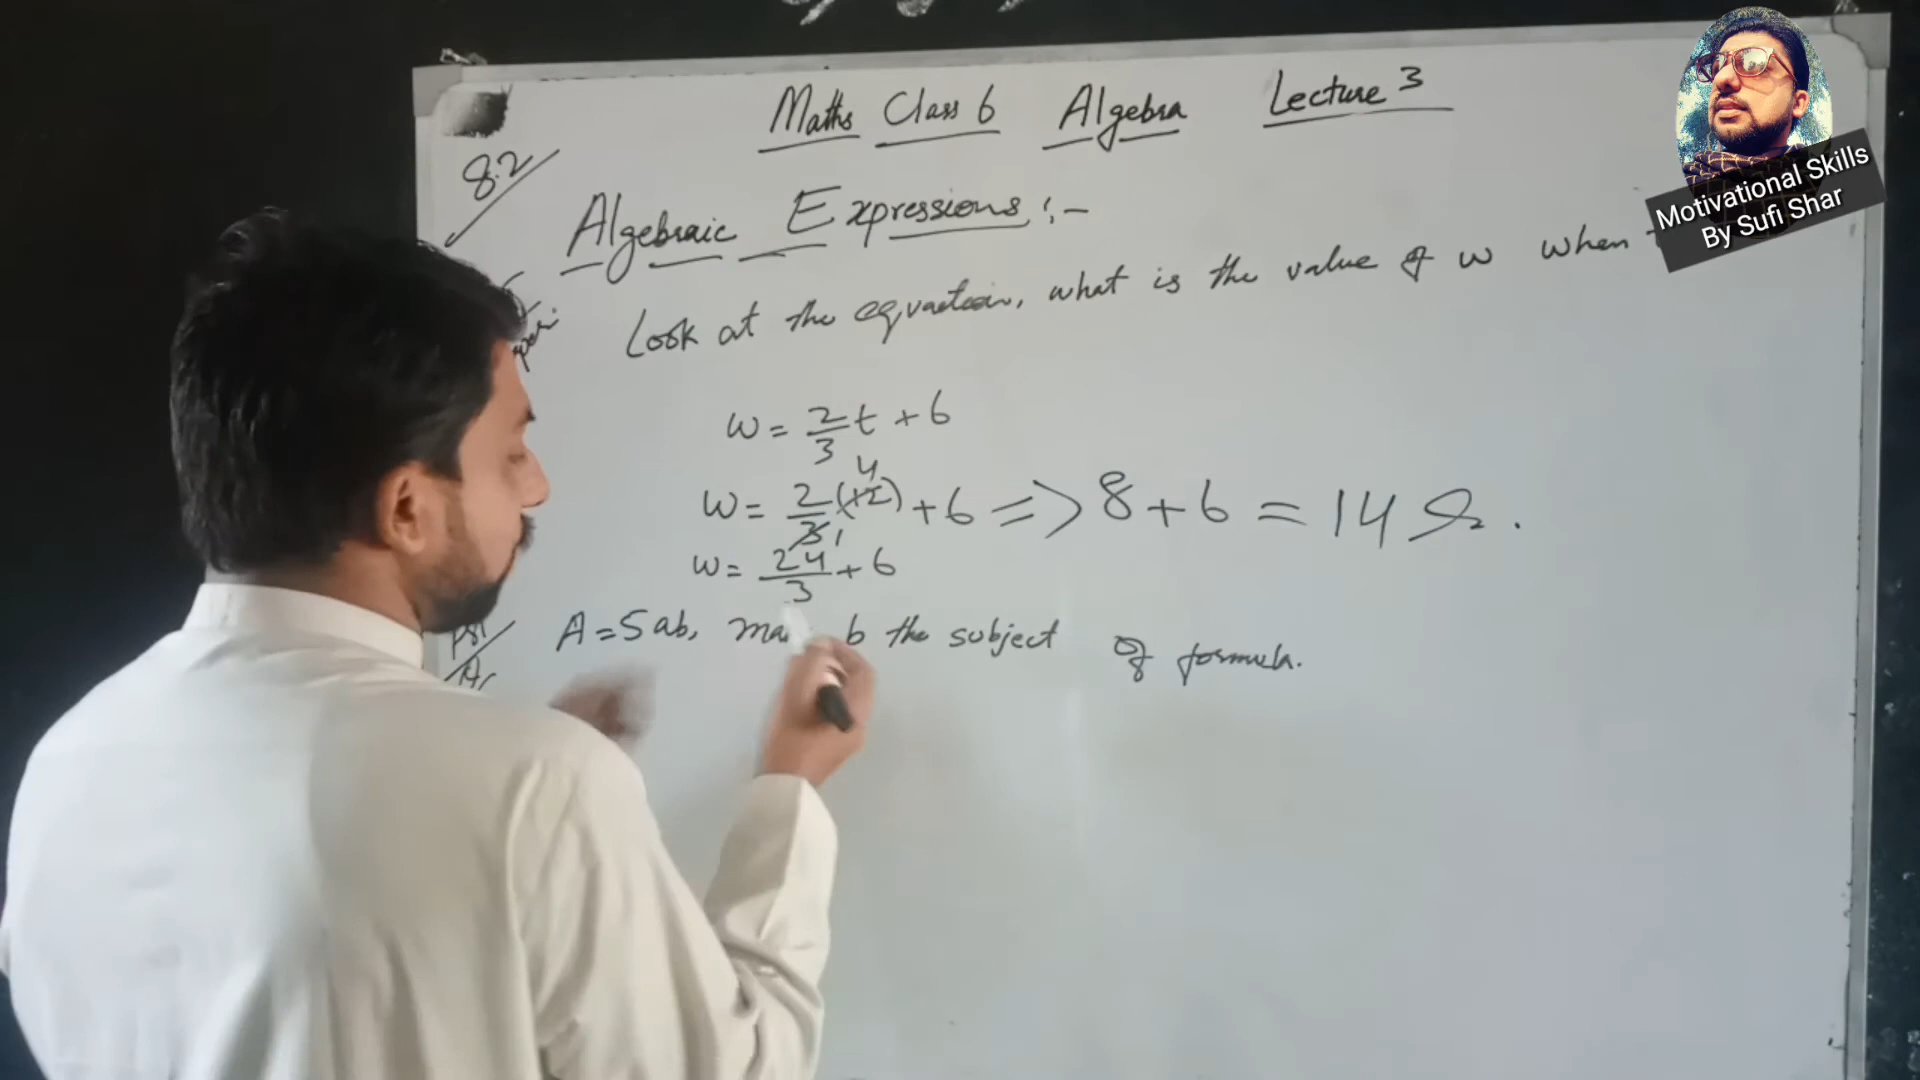 Maths Class 6 Algebra Lecture 3
8.2
Algebraic Expressions :-
Look at the equation, what is the value of w when
w = 2/3 t + 6
w = 2/3 (12) + 6 => 8 + 6 = 14
4
1
w = 24/3 + 6
A = 5ab, b the subject of formula.
Motivational Skills
By Sufi Shar